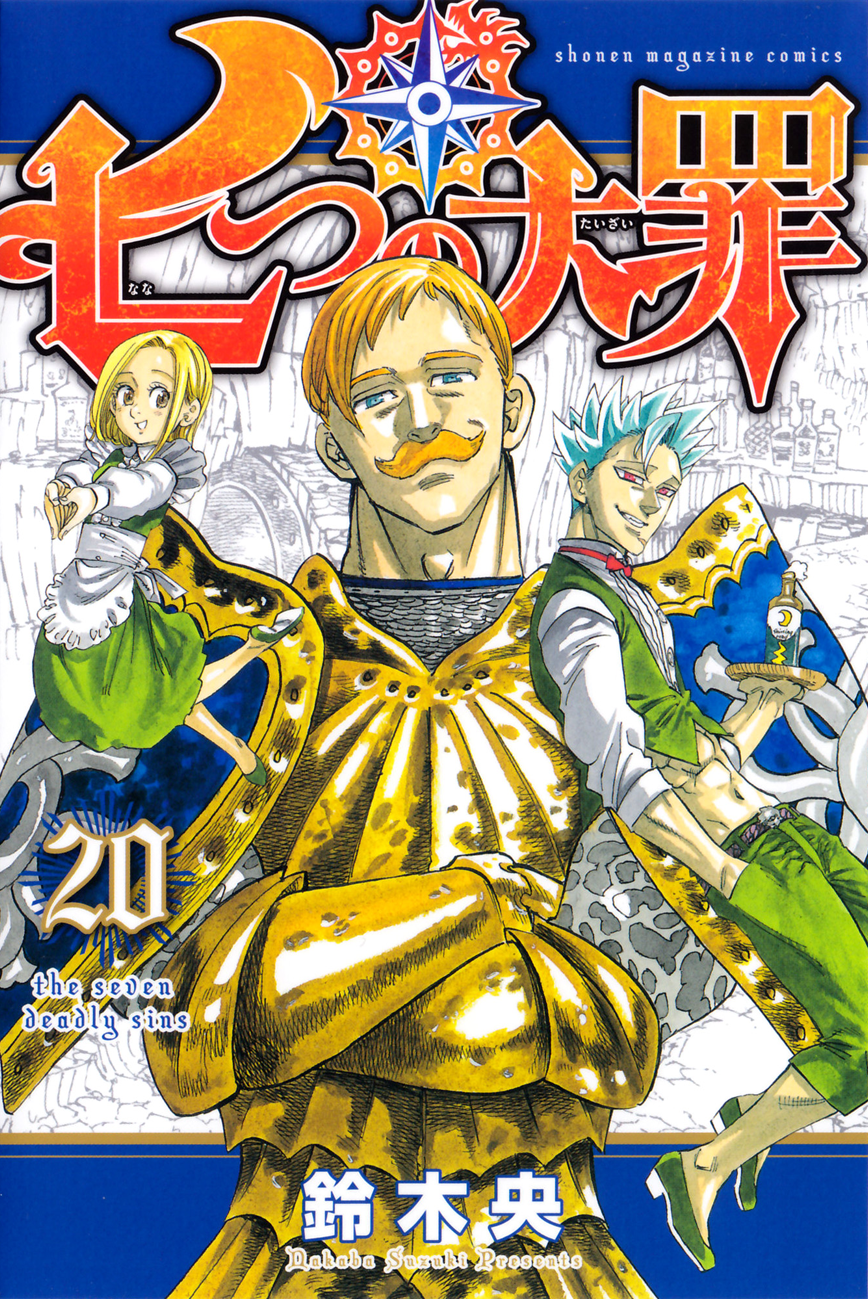 shonen magazine comics
七つの大罪
なな
たいざい
20
the seven
deadly sins
鈴木央
Nakaba Suzuki Presents